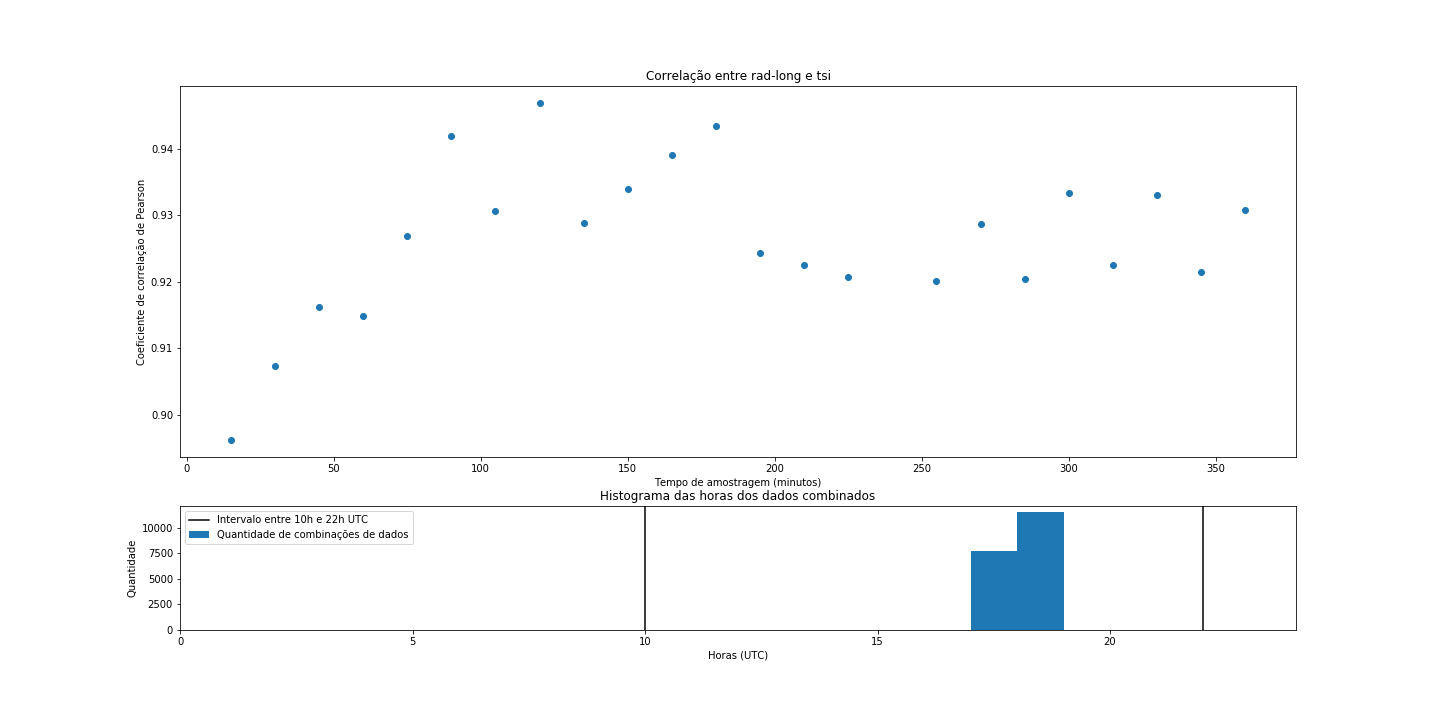 Correlação entre rad-long e tsi
Coeficiente de correlação de Pearson
0.94
0.93
0.92
0.91
0.90
0 50 100 150 200 250 300 350
Tempo de amostragem (minutos)
Histograma das horas dos dados combinados
Quantidade
10000
7500
5000
2500
0
Intervalo entre 10h e 22h UTC
Quantidade de combinações de dados
0 5 10 15 20
Horas (UTC)